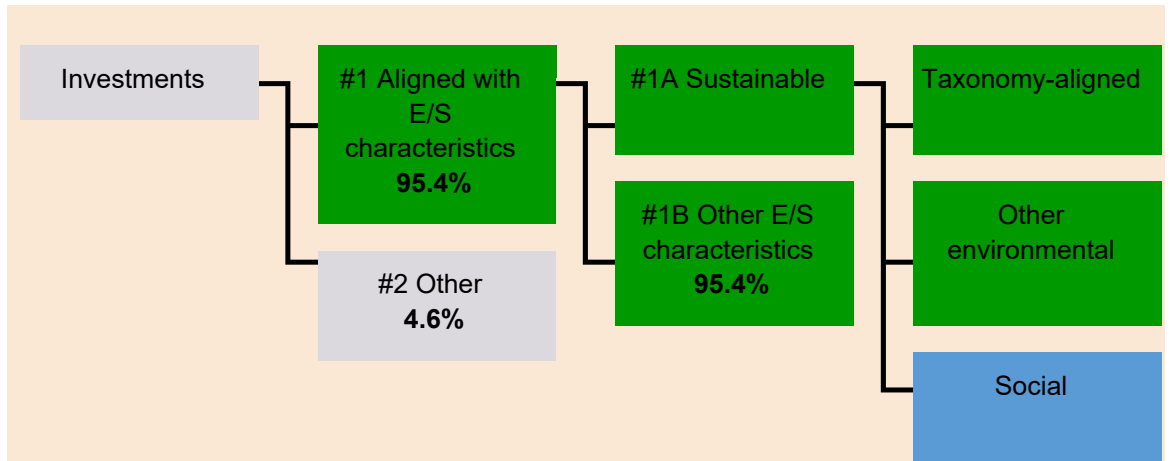 Investments
#1 Aligned with
E/S
characteristics
95.4%
#2 Other
4.6%
#1A Sustainable
#1B Other E/S
characteristics
95.4%
Taxonomy-aligned
Other
environmental
Social